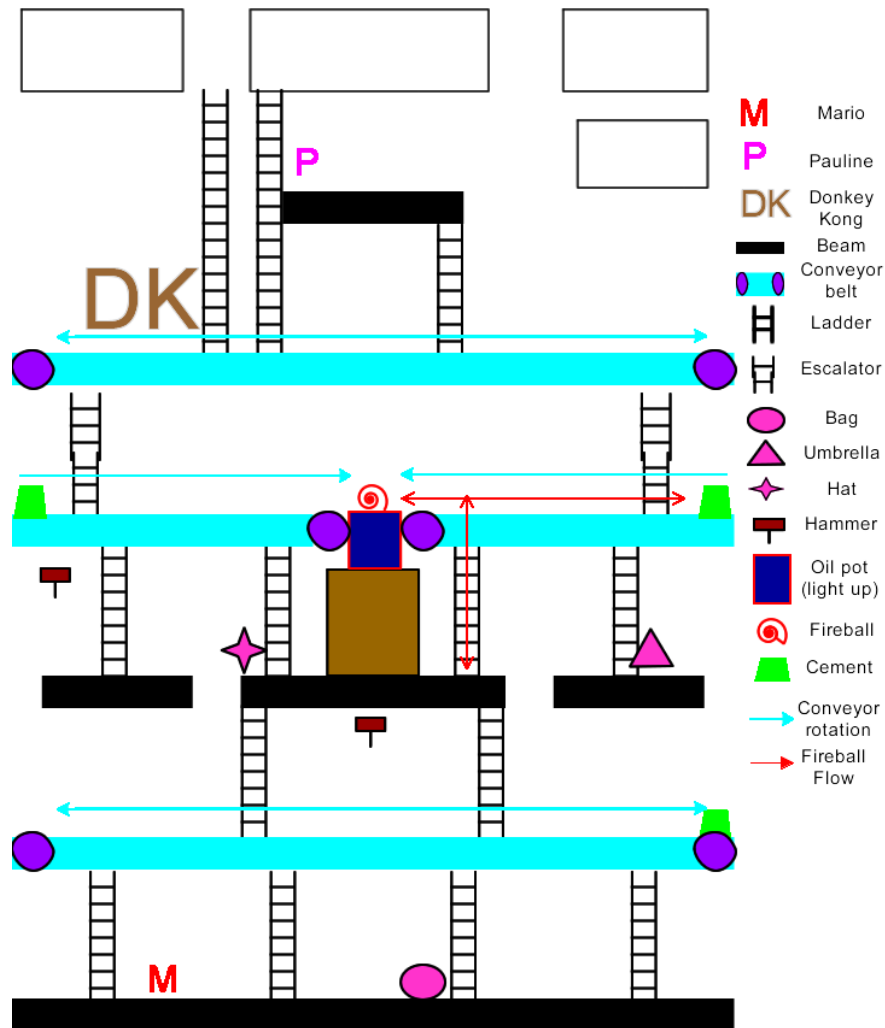 P
DK
M
M
Mario
P
Pauline
DK
Donkey
Kong
Beam
Conveyor
belt
Ladder
Escalator
Bag
Umbrella
Hat
Hammer
Oil pot
(light up)
Fireball
Cement
Conveyor
rotation
Fireball
Flow